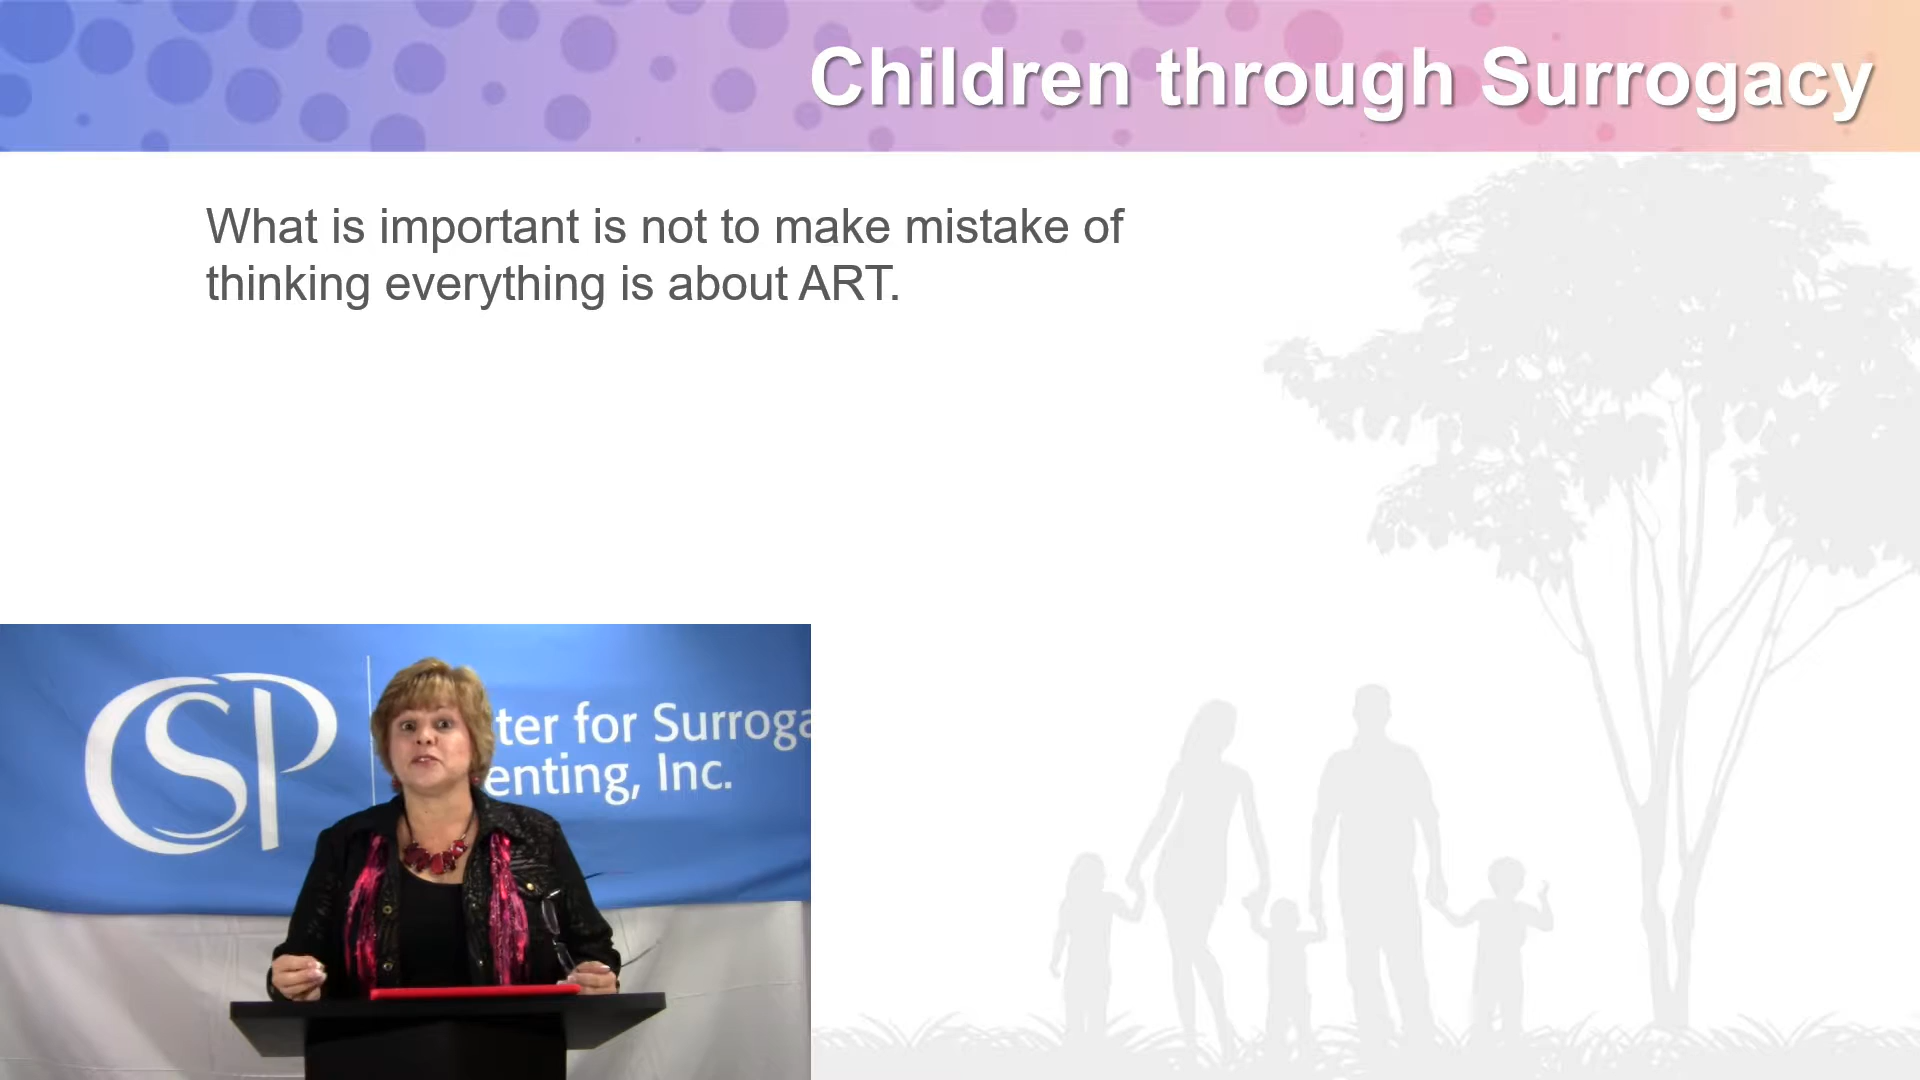 Children through Surrogacy
What is important is not to make mistake of
thinking everything is about ART.
CSP
ter for Surroga
enting, Inc.